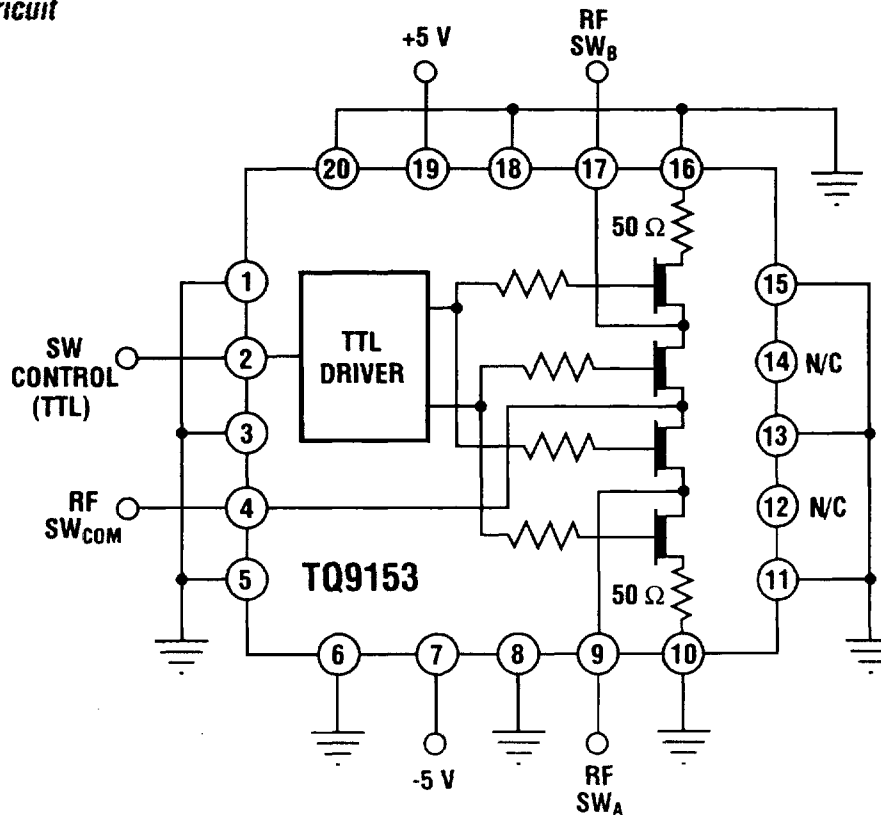 +5 V
RF
SWB
20
19
18
17
16
50 Ω
1
15
SW
CONTROL
(TTL)
2
TTL
DRIVER
14
N/C
3
13
RF
SWCOM
4
12
N/C
5
TQ9153
50 Ω
11
6
7
8
9
10
-5 V
RF
SWA